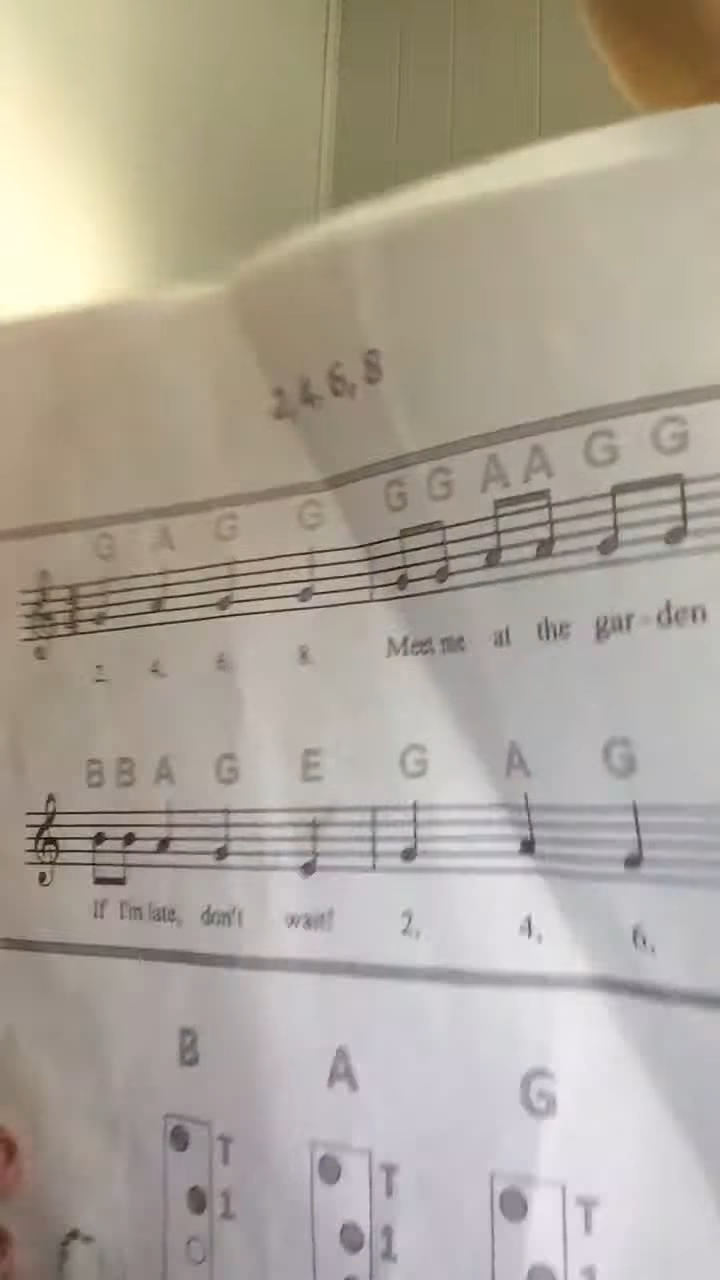 2, 4, 6, 8
G A G G G G A A G G
2. 4. 6. 8. Meet me at the gar-den
B B A G E G A G
If I'm late, don't wait! 2, 4, 6,
B A G
T T T
1 1 1